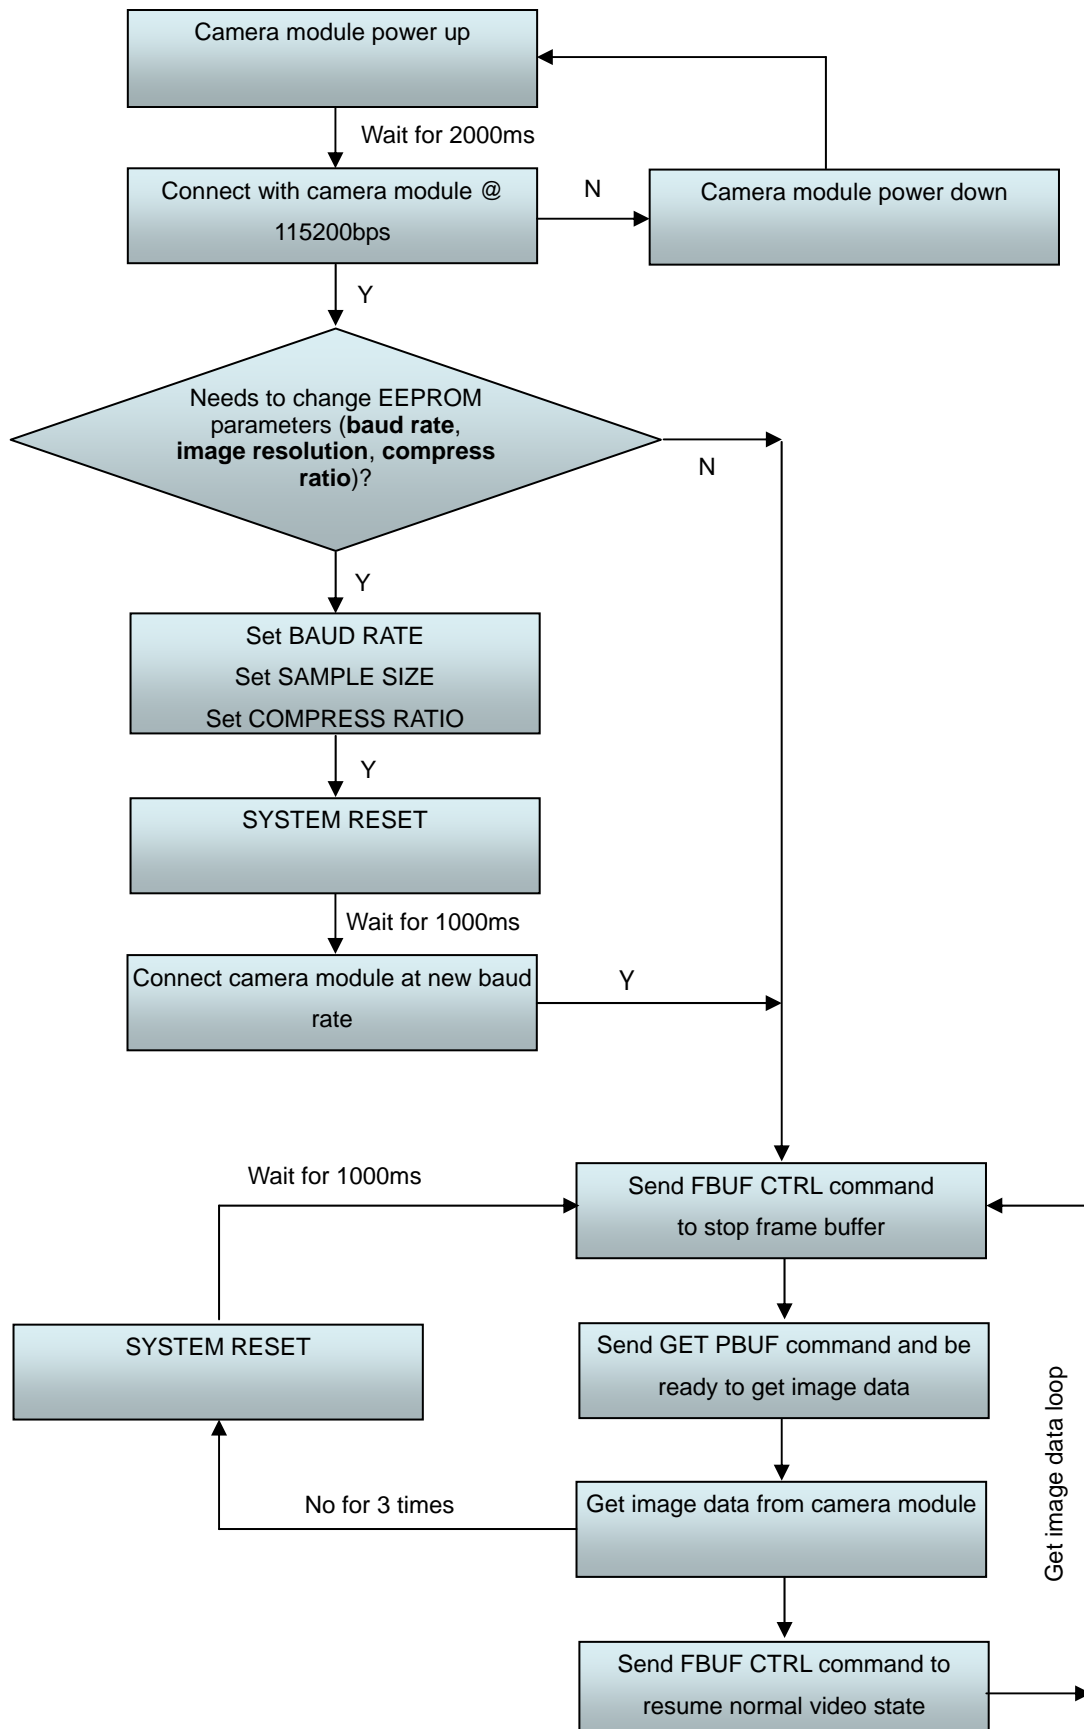 Camera module power up
Wait for 2000ms
Connect with camera module @
115200bps
N
Camera module power down
Y
Needs to change EEPROM
parameters (baud rate,
image resolution, compress
ratio)?
N
Y
Set BAUD RATE
Set SAMPLE SIZE
Set COMPRESS RATIO
Y
SYSTEM RESET
Wait for 1000ms
Connect camera module at new baud
rate
Y
Wait for 1000ms
Send FBUF CTRL command
to stop frame buffer
SYSTEM RESET
Send GET PBUF command and be
ready to get image data
Get image data loop
No for 3 times
Get image data from camera module
Send FBUF CTRL command to
resume normal video state